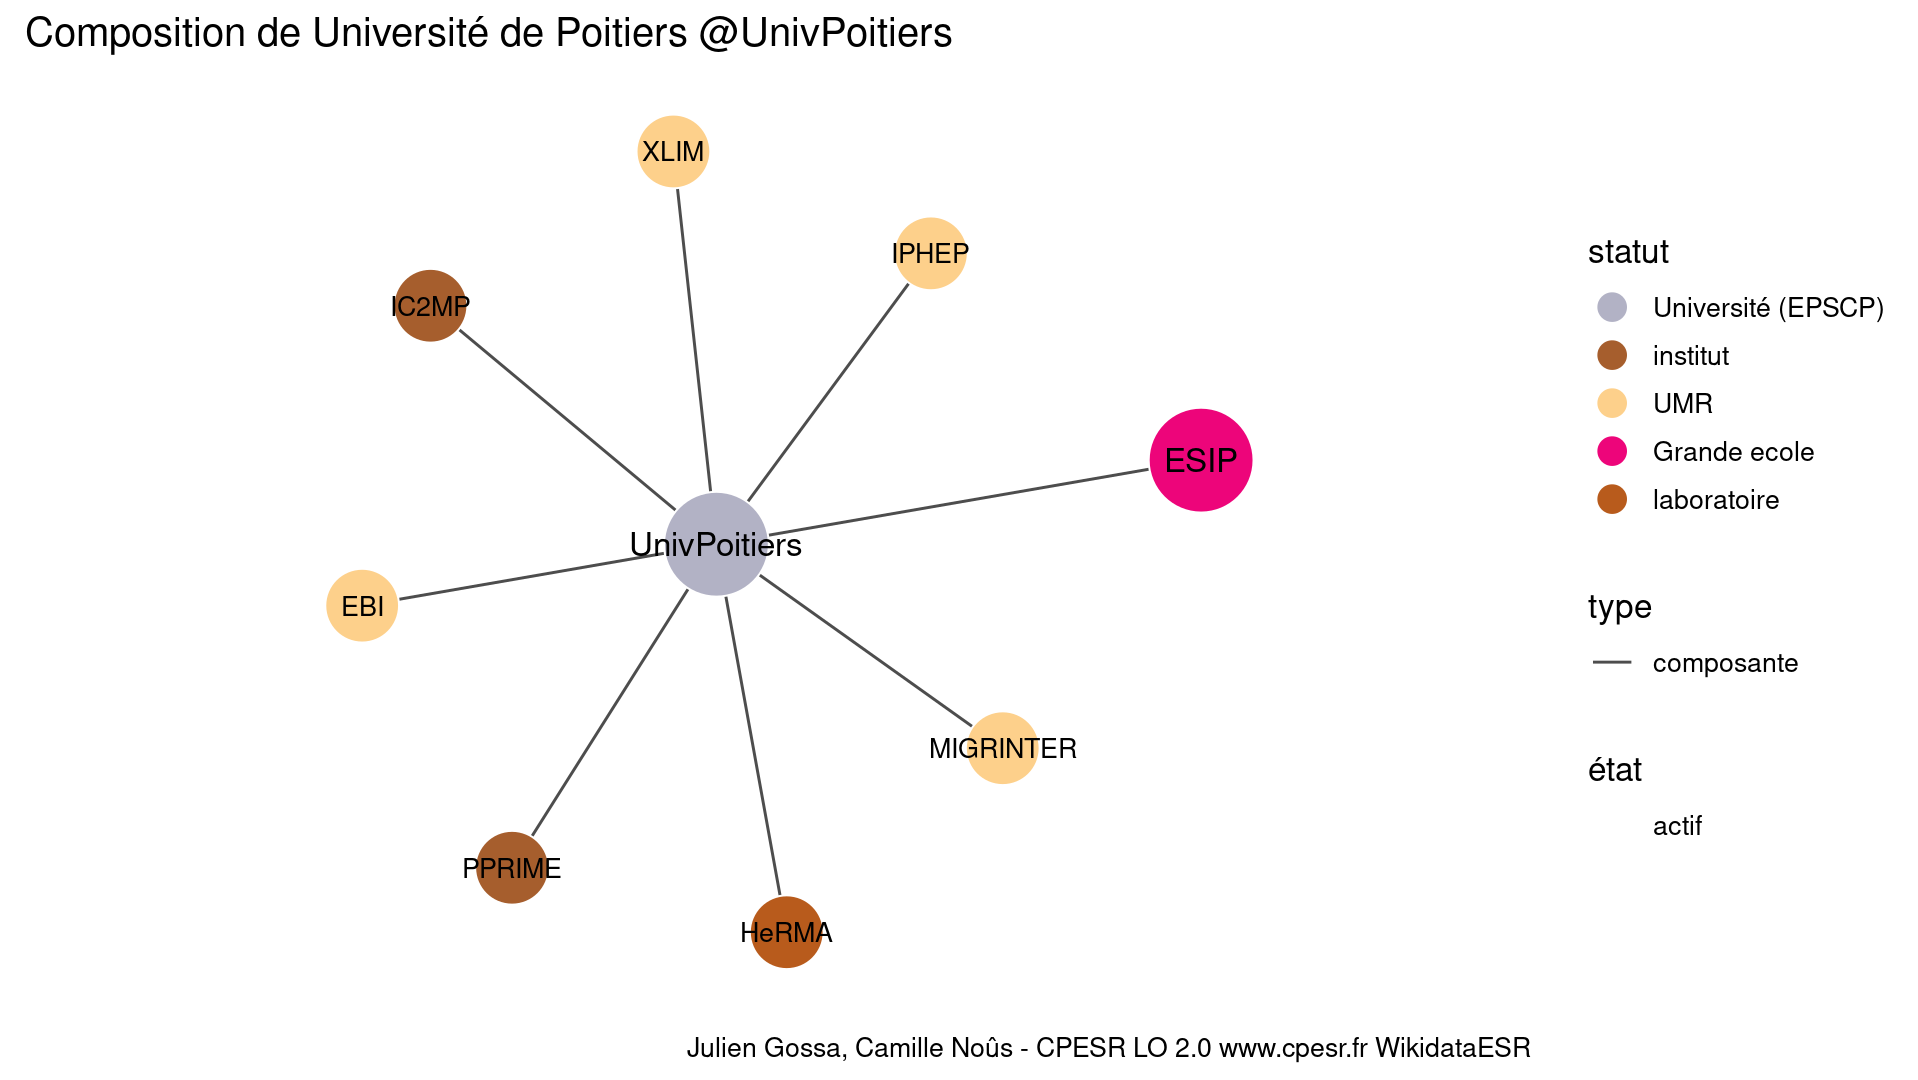 Composition de Université de Poitiers @UnivPoitiers
XLIM
IPHEP
IC2MP
ESIP
UnivPoitiers
EBI
MIGRINTER
PPRIME
HeRMA
statut
Université (EPSCP)
institut
UMR
Grande ecole
laboratoire
type
composante
état
actif
Julien Gossa, Camille Noûs - CPESR LO 2.0 www.cpesr.fr WikidataESR